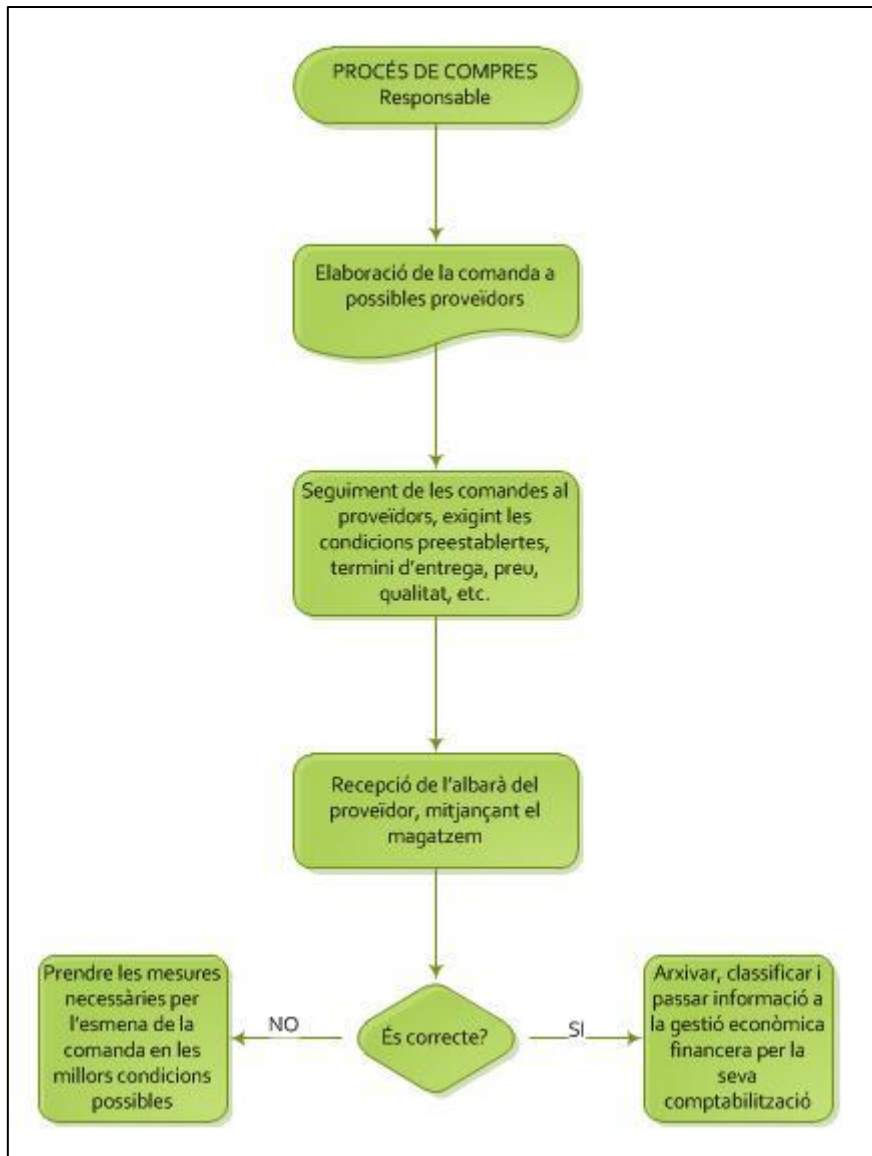 PROCÉS DE COMPRES
Responsable
Elaboració de la comanda a
possibles proveïdors
Seguiment de les comandes al
proveïdors, exigint les
condicions preestablertes,
termini d'entrega, preu,
qualitat, etc.
Recepció de l'albarà del
proveïdor, mitjançant el
magatzem
És correcte?
NO
Prendre les mesures
necessàries per
l'esmena de la
comanda en les
millors condicions
possibles
SI
Arxivar, classificar i
passar informació a
la gestió econòmica
financera per la
seva
comptabilització